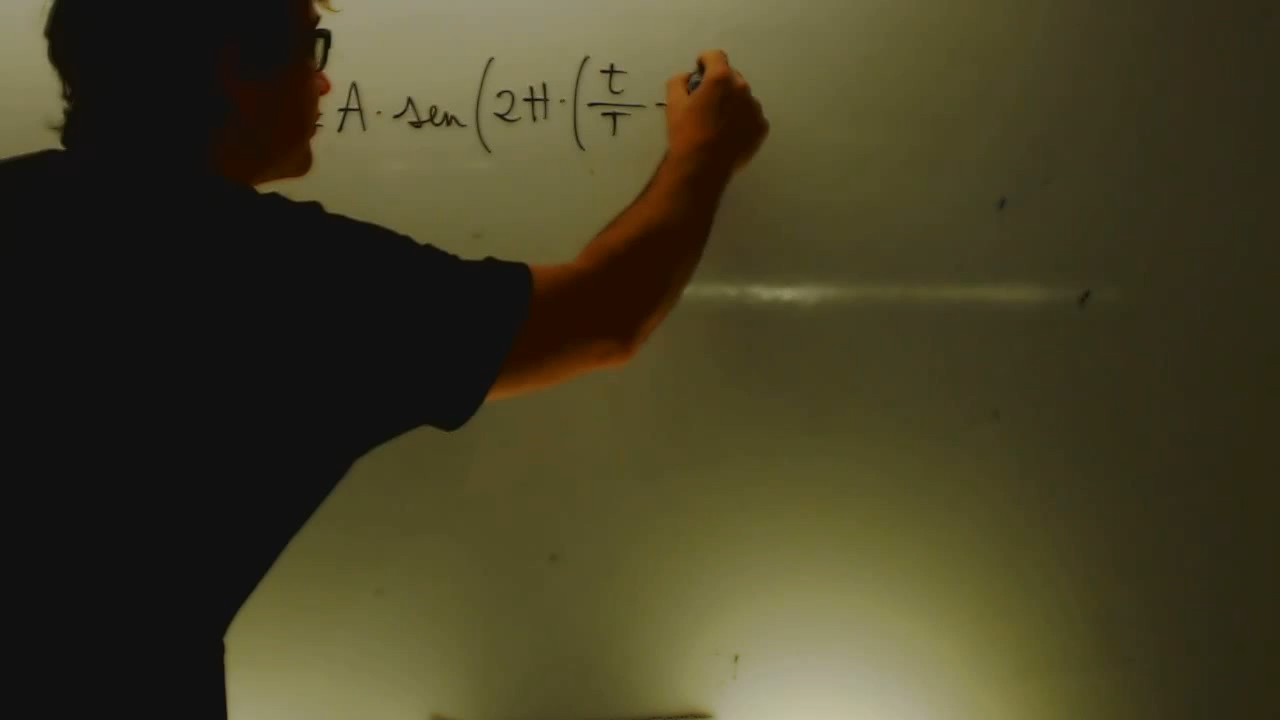 = A · sen (2π · (t/T -